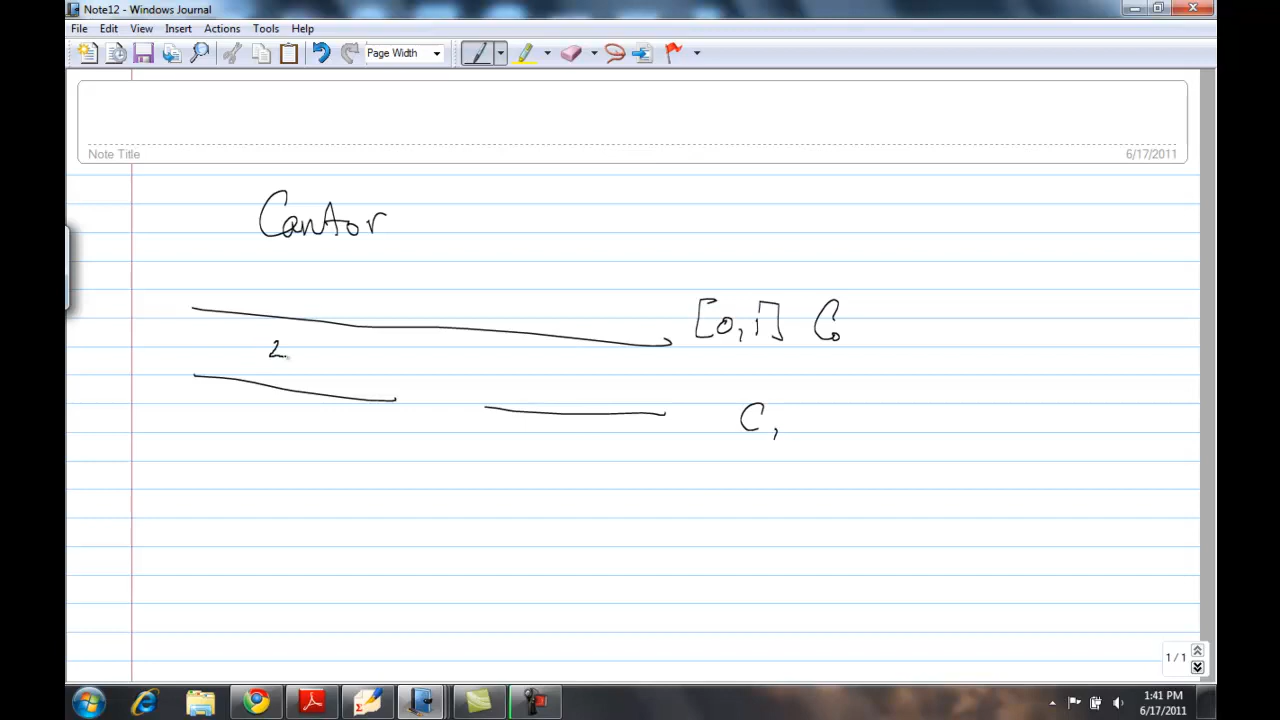 Note12 - Windows Journal
File Edit View Insert Actions Tools Help
Page Width
Note Title
6/17/2011
Cantor
[0,1] C0
2
C1
1 / 1
1:41 PM
6/17/2011